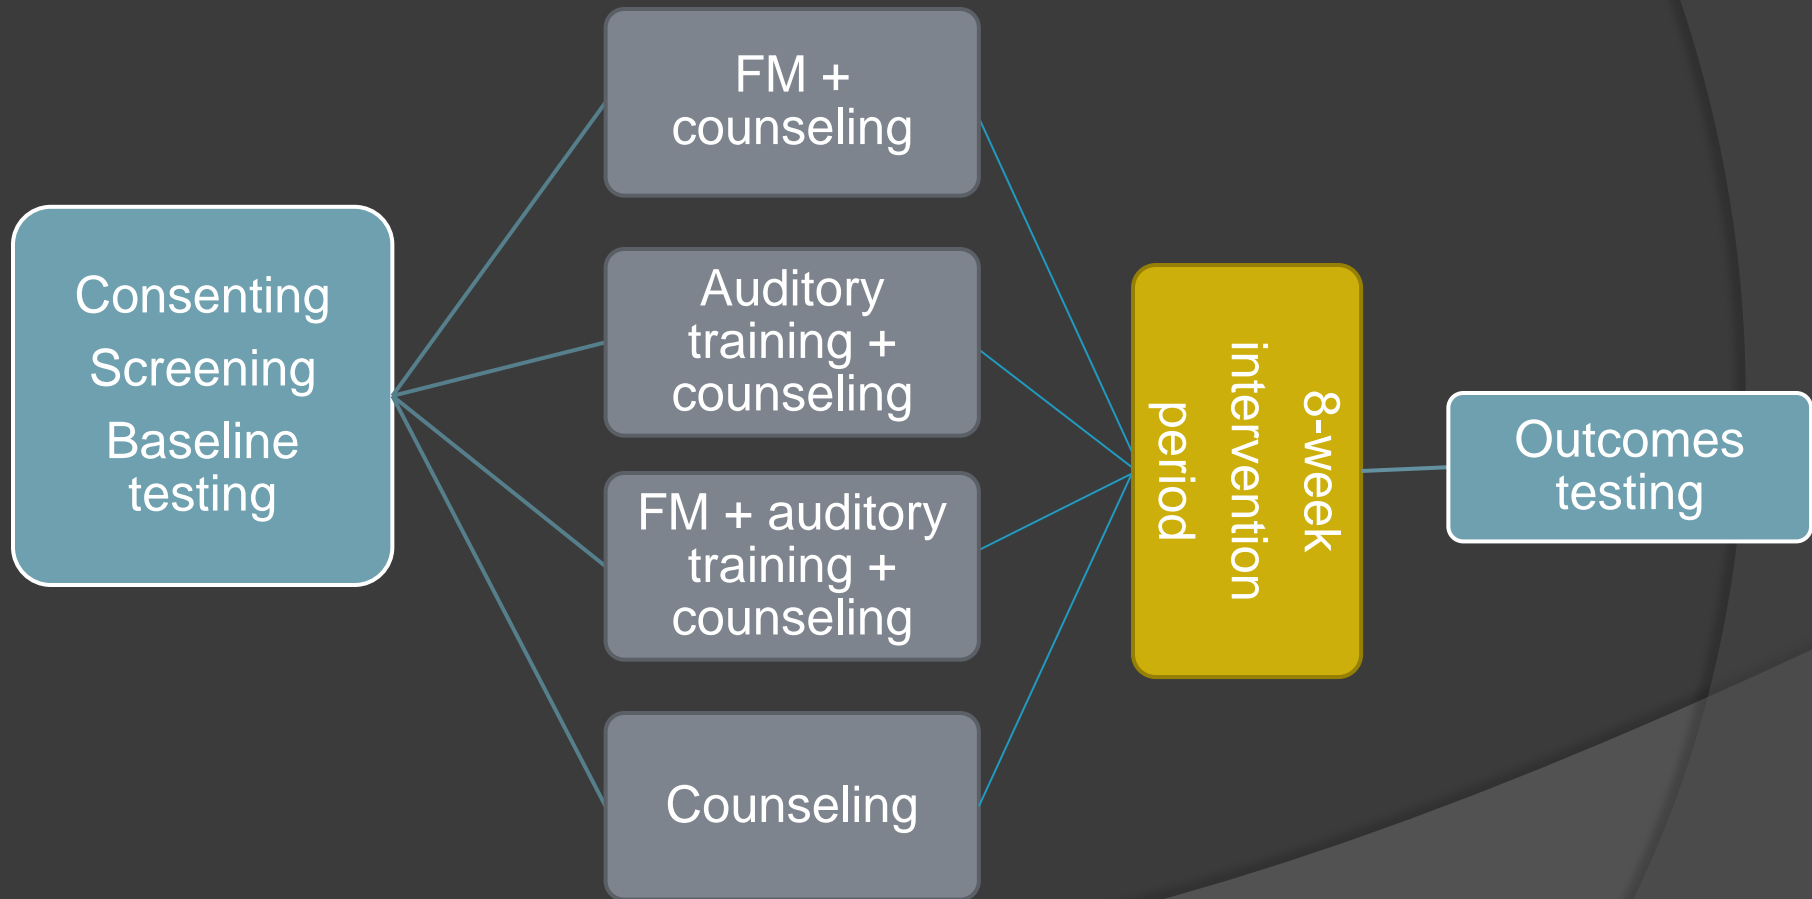 Consenting
Screening
Baseline
testing
FM +
counseling
Auditory
training +
counseling
FM + auditory
training +
counseling
Counseling
8-week
intervention
period
Outcomes
testing